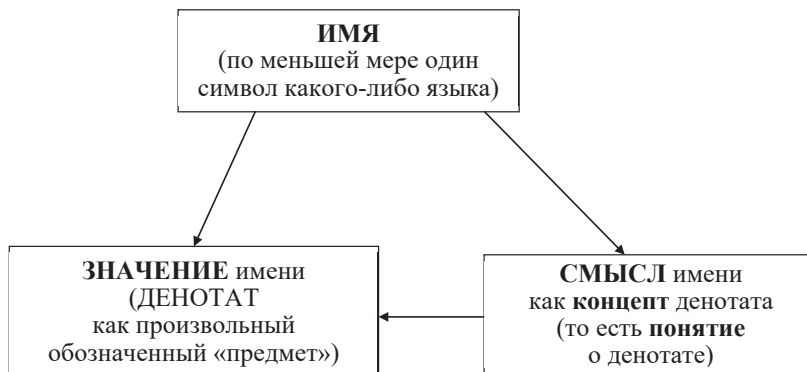 ИМЯ
(по меньшей мере один
символ какого-либо языка)
ЗНАЧЕНИЕ имени
(ДЕНОТАТ
как произвольный
обозначенный «предмет»)
СМЫСЛ имени
как концепт денотата
(то есть понятие
о денотате)